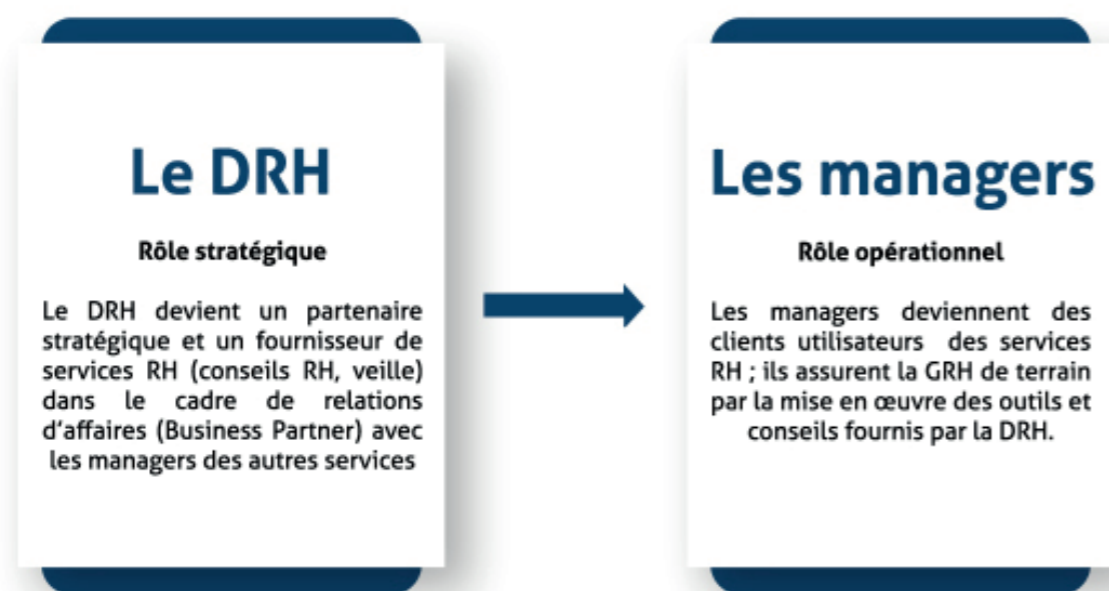 Le DRH
Rôle stratégique
Le DRH devient un partenaire
stratégique et un fournisseur de
services RH (conseils RH, veille)
dans le cadre de relations
d'affaires (Business Partner) avec
les managers des autres services
Les managers
Rôle opérationnel
Les managers deviennent des
clients utilisateurs des services
RH ; ils assurent la GRH de terrain
par la mise en œuvre des outils et
conseils fournis par la DRH.